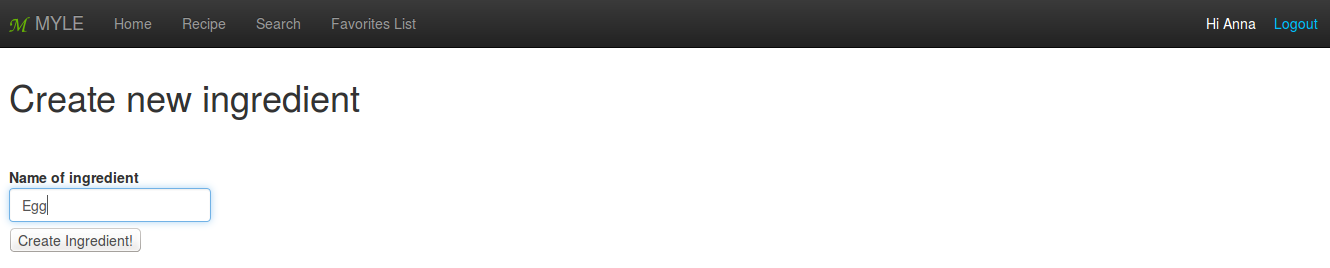 M MYLE Home Recipe Search Favorites List Hi Anna Logout
Create new ingredient
Name of ingredient
Egg
Create Ingredient!